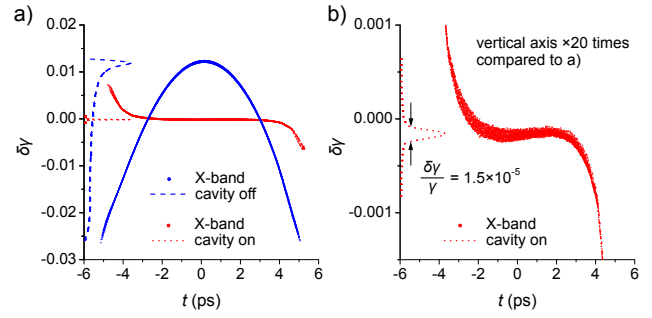 a)
0.02
0.01
0.00
-0.01
-0.02
-0.03
δγ
X-band
cavity off
X-band
cavity on
-6 -4 -2 0 2 4 6
t (ps)
b)
0.001
0.000
-0.001
δγ
vertical axis ×20 times
compared to a)
δγ/γ = 1.5×10⁻⁵
X-band
cavity on
-6 -4 -2 0 2 4 6
t (ps)